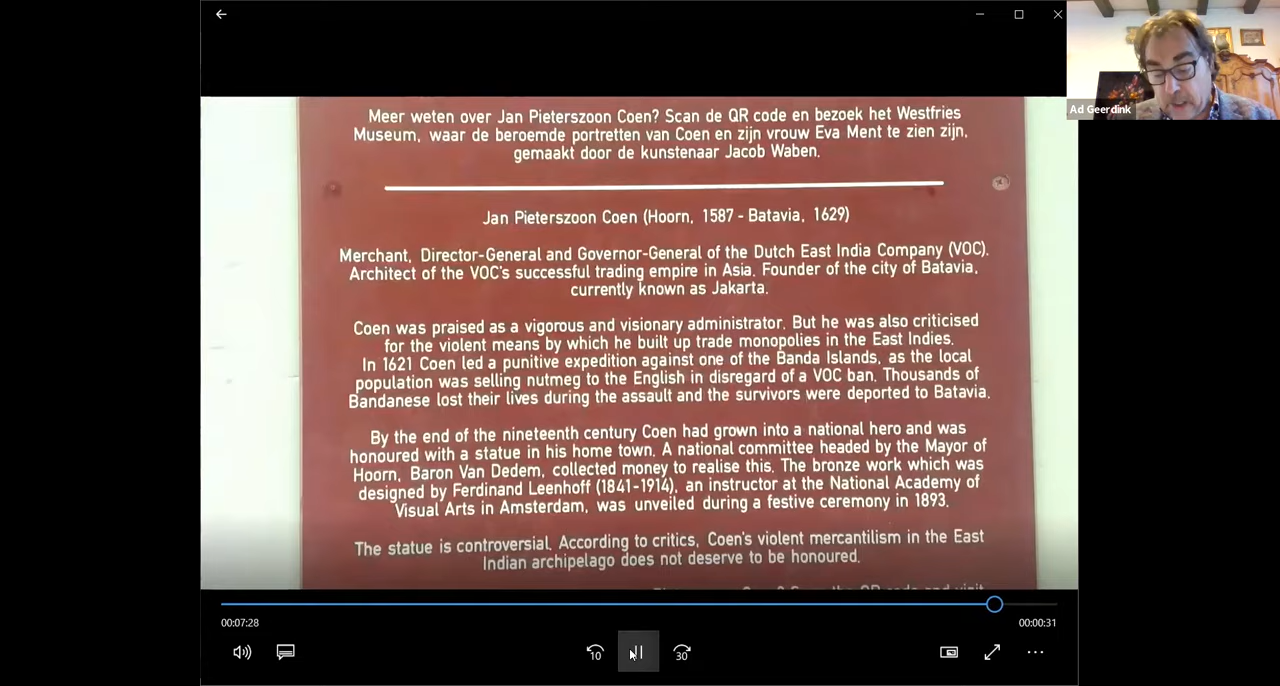 Ad Geerdink
Meer weten over Jan Pieterszoon Coen? Scan de QR code en bezoek het Westfries
Museum, waar de beroemde portretten van Coen en zijn vrouw Eva Ment te zien zijn,
gemaakt door de kunstenaar Jacob Waben.
Jan Pieterszoon Coen (Hoorn, 1587 - Batavia, 1629)
Merchant, Director-General and Governor-General of the Dutch East India Company (VOC).
Architect of the VOC's successful trading empire in Asia. Founder of the city of Batavia,
currently known as Jakarta.
Coen was praised as a vigorous and visionary administrator. But he was also criticised
for the violent means by which he built up trade monopolies in the East Indies.
In 1621 Coen led a punitive expedition against one of the Banda Islands, as the local
population was selling nutmeg to the English in disregard of a VOC ban. Thousands of
Bandanese lost their lives during the assault and the survivors were deported to Batavia.
By the end of the nineteenth century Coen had grown into a national hero and was
honoured with a statue in his home town. A national committee headed by the Mayor of
Hoorn, Baron Van Dedem, collected money to realise this. The bronze work which was
designed by Ferdinand Leenhoff (1841-1914), an instructor at the National Academy of
Visual Arts in Amsterdam, was unveiled during a festive ceremony in 1893.
The statue is controversial. According to critics, Coen's violent mercantilism in the East
Indian archipelago does not deserve to be honoured.
00:07:28
00:00:31
10
30